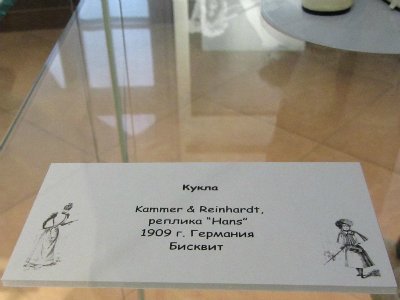 Кукла
Kammer & Reinhardt,
реплика "Hans"
1909 г. Германия
Бисквит